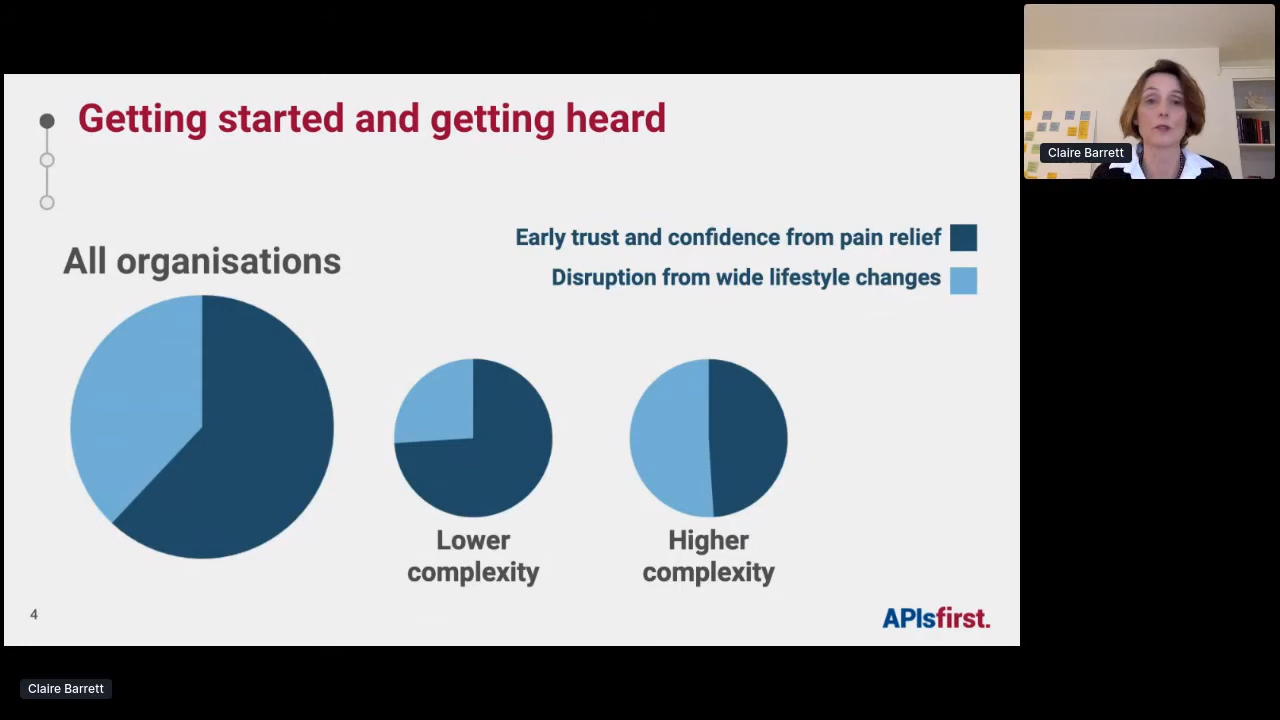 Getting started and getting heard
Early trust and confidence from pain relief
Disruption from wide lifestyle changes
All organisations
Lower
complexity
Higher
complexity
4
APIsfirst.
Claire Barrett
Claire Barrett